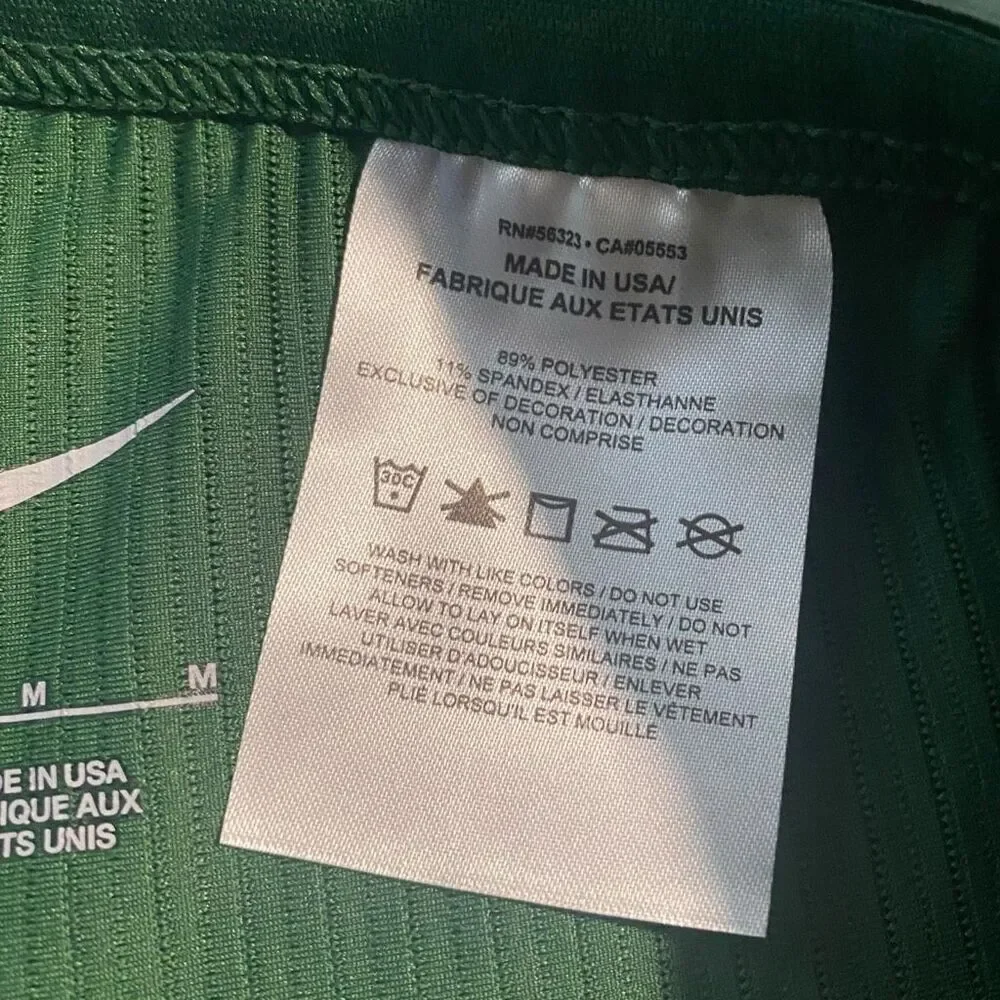 RN#56323 • CA#05553
MADE IN USA/
FABRIQUE AUX ETATS UNIS
89% POLYESTER
11% SPANDEX / ELASTHANNE
EXCLUSIVE OF DECORATION / DECORATION
NON COMPRISE
30C
WASH WITH LIKE COLORS / DO NOT USE
SOFTENERS / REMOVE IMMEDIATELY / DO NOT
ALLOW TO LAY ON ITSELF WHEN WET
LAVER AVEC COULEURS SIMILAIRES / NE PAS
UTILISER D'ADOUCISSEUR / ENLEVER
IMMEDIATEMENT / NE PAS LAISSER LE VÉTEMENT
PLIÉ LORSQU'IL EST MOUILLÉ
M M
E IN USA
IQUE AUX
TS UNIS